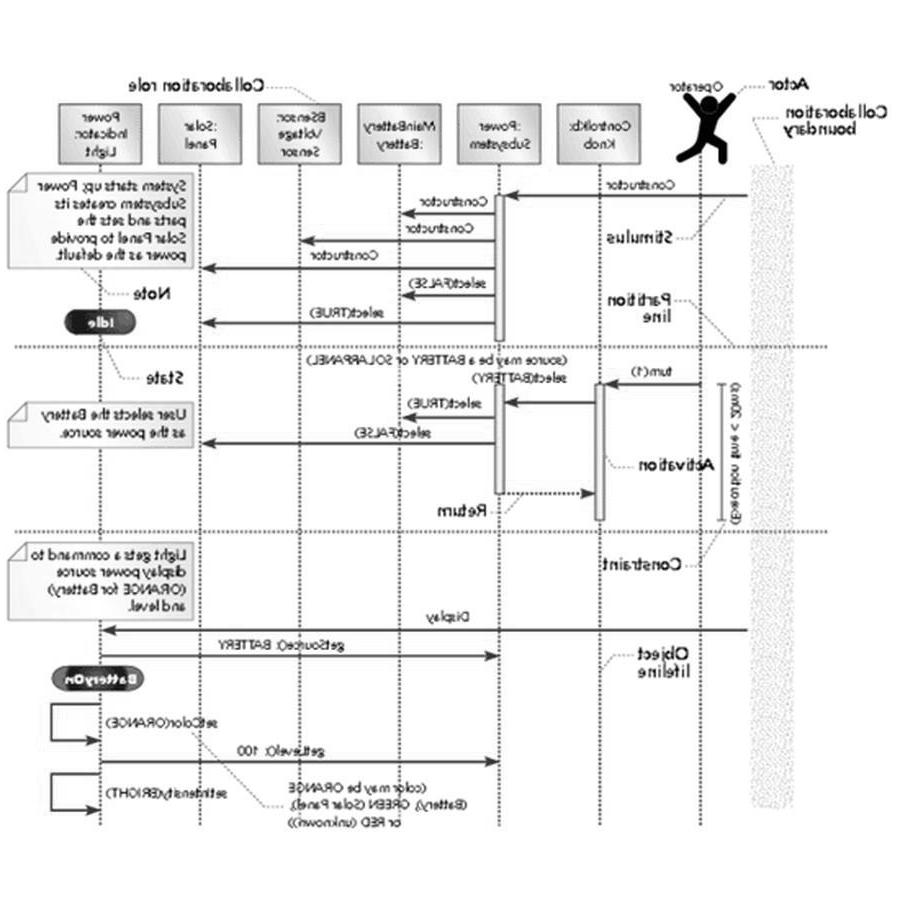 Actor
Operator
Collaboration role
Collaboration
boundary
ControlKb:
Knob
:Power
Subsystem
MainBattery
:Battery
BSensor:
Voltage
Sensor
:Solar
Panel
Power
Indicator:
Light
Constructor
Constructor
Constructor
Constructor
select(FALSE)
select(TRUE)
System starts up; Power
Subsystem creates its
parts and sets the
Solar Panel to provide
power as the default.
Stimulus
Note
Partition
line
Idle
(source may be a BATTERY or SOLARPANEL)
turn(1)
select(BATTERY)
State
select(TRUE)
select(FALSE)
User selects the Battery
as the power source.
(Execution time < 20ms)
Activation
Return
Constraint
Light gets a command to
display power source
(ORANGE for Battery)
and level.
Display
getSource(): BATTERY
Object
lifeline
BatteryOn
setColor(ORANGE)
getLevel(): 100
setIntensity(BRIGHT)
(color may be ORANGE
(Battery), GREEN (Solar Panel),
or RED (unknown))